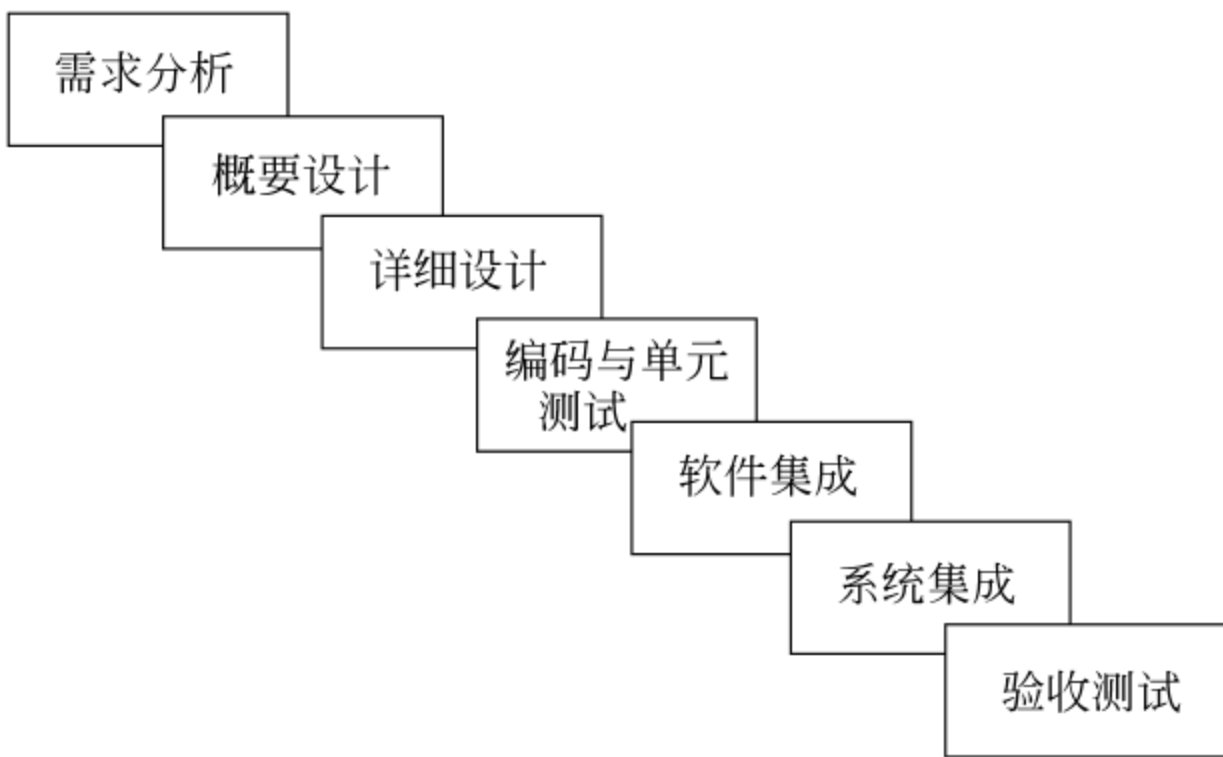 需求分析
概要设计
详细设计
编码与单元
测试
软件集成
系统集成
验收测试